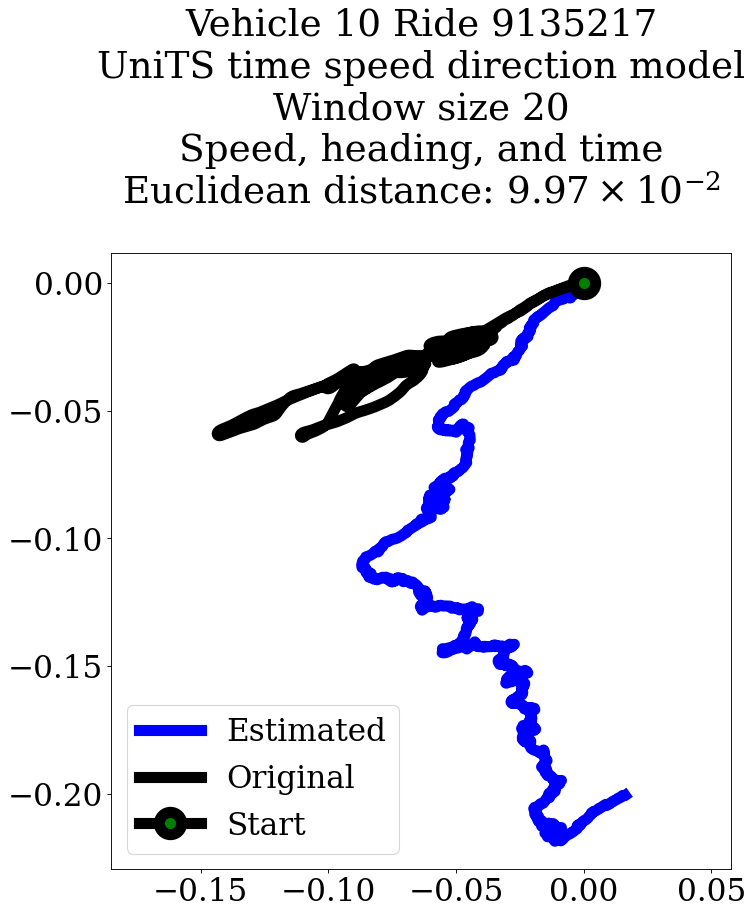 Vehicle 10 Ride 9135217
UniTS time speed direction model
Window size 20
Speed, heading, and time
Euclidean distance: 9.97 × 10⁻²
0.00
−0.05
−0.10
−0.15
−0.20
Estimated
Original
Start
−0.15 −0.10 −0.05 0.00 0.05